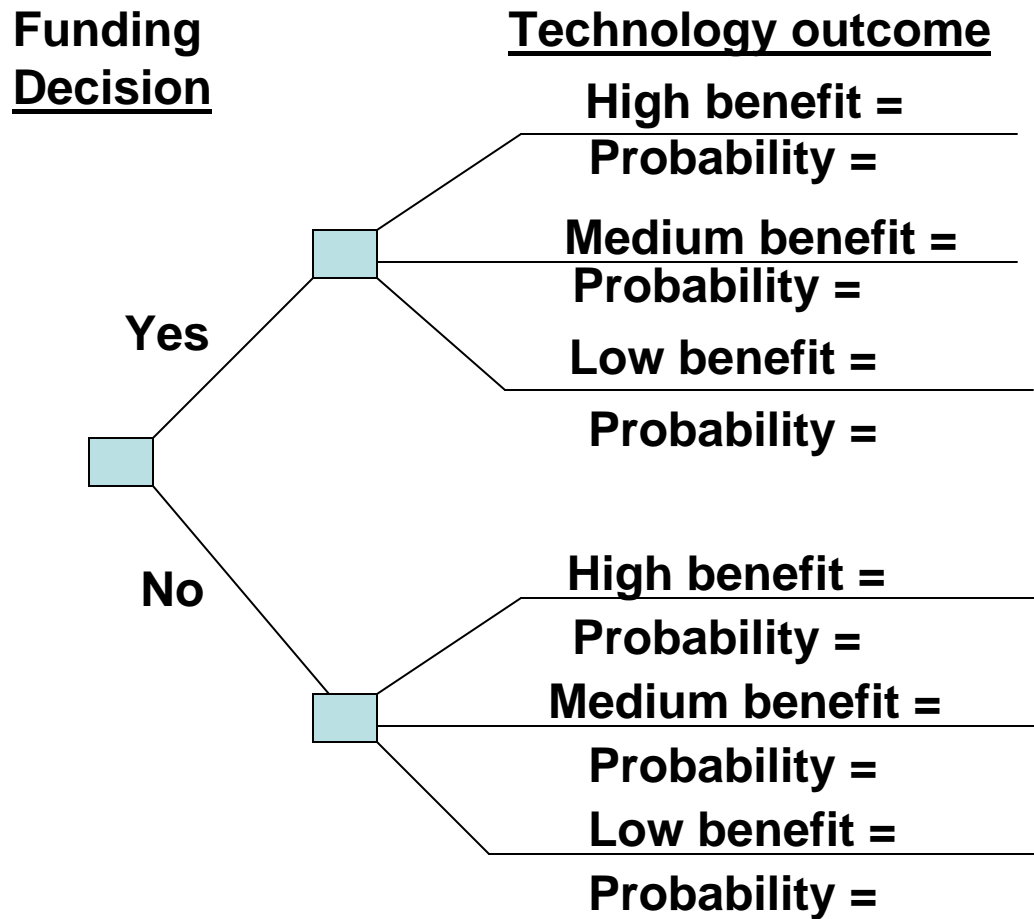 Funding
Decision
Technology outcome
High benefit =
Probability =
Medium benefit =
Probability =
Low benefit =
Probability =
Yes
No
High benefit =
Probability =
Medium benefit =
Probability =
Low benefit =
Probability =